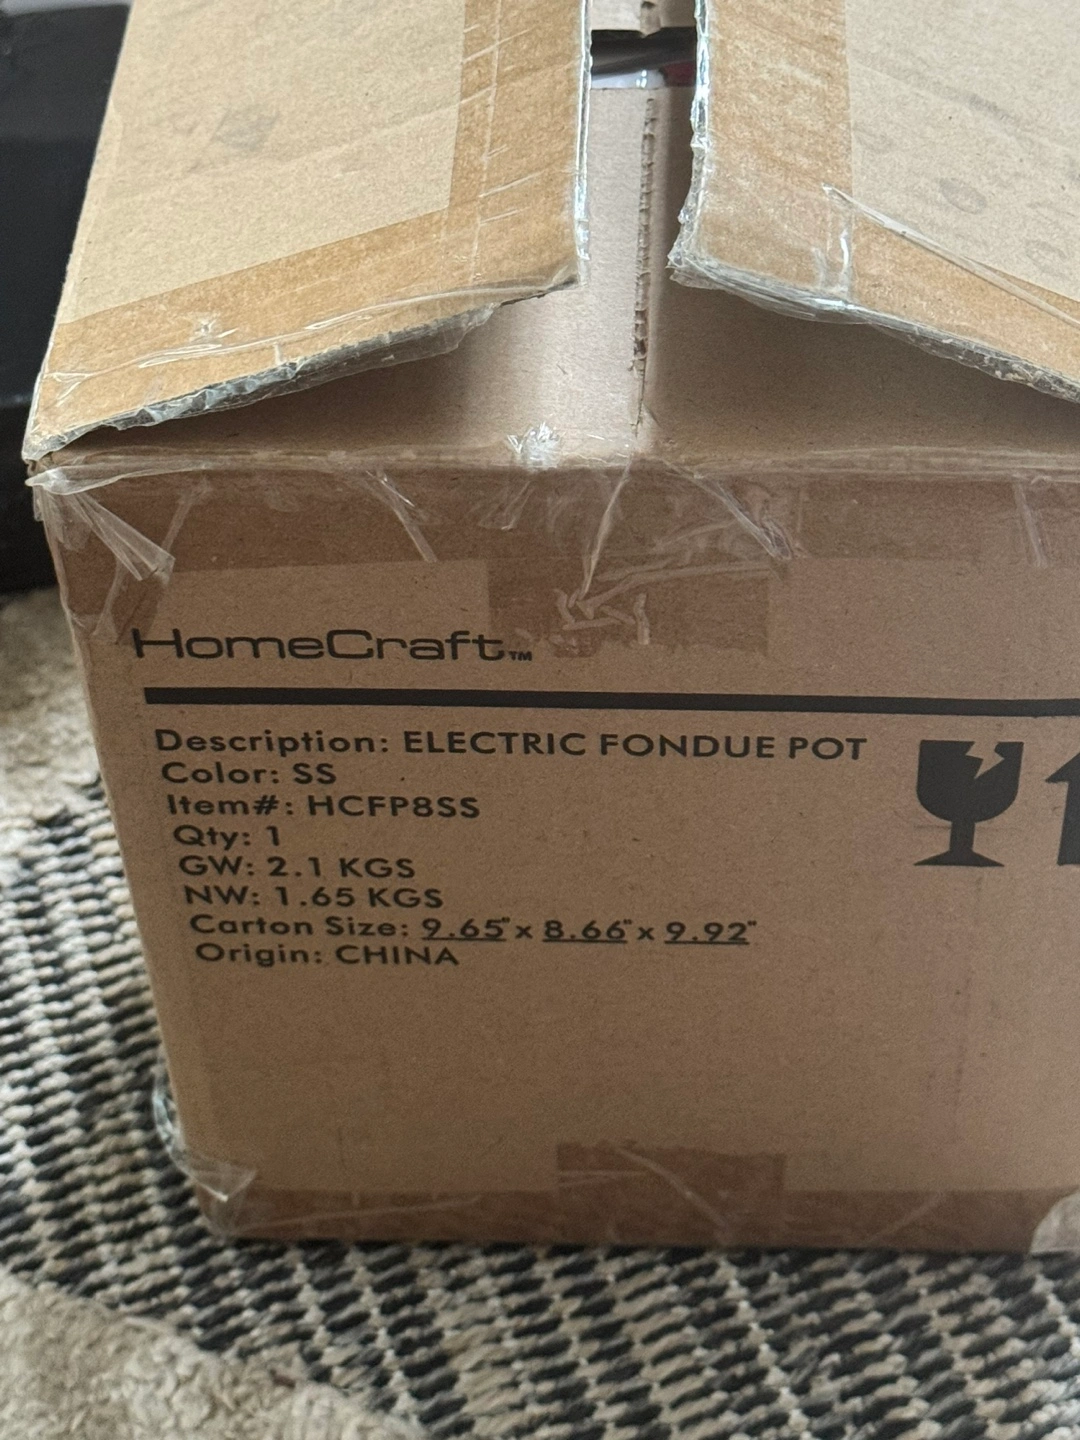 HomeCraft™
Description: ELECTRIC FONDUE POT
Color: SS
Item#: HCFP8SS
Qty: 1
GW: 2.1 KGS
NW: 1.65 KGS
Carton Size: 9.65" x 8.66" x 9.92"
Origin: CHINA